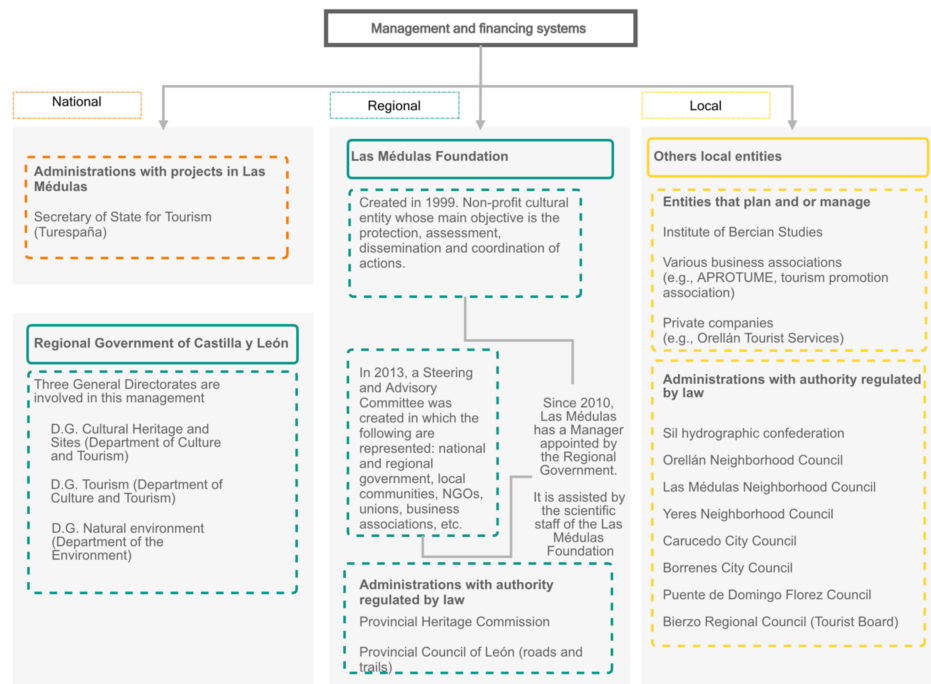 Management and financing systems
National
Administrations with projects in Las
Médulas
Secretary of State for Tourism
(Turespaña)
Regional Government of Castilla y León
Three General Directorates are
involved in this management
D.G. Cultural Heritage and
Sites (Department of Culture
and Tourism)
D.G. Tourism (Department of
Culture and Tourism)
D.G. Natural environment
(Department of the
Environment)
Regional
Las Médulas Foundation
Created in 1999. Non-profit cultural
entity whose main objective is the
protection, assessment,
dissemination and coordination of
actions.
In 2013, a Steering
and Advisory
Committee was
created in which the
following are
represented: national
and regional
government, local
communities, NGOs,
unions, business
associations, etc.
Since 2010,
Las Médulas
has a Manager
appointed by
the Regional
Government.
It is assisted by
the scientific
staff of the Las
Médulas
Foundation
Administrations with authority
regulated by law
Provincial Heritage Commission
Provincial Council of León (roads and
trails)
Local
Others local entities
Entities that plan and or manage
Institute of Bercian Studies
Various business associations
(e.g., APROTUME, tourism promotion
association)
Private companies
(e.g., Orellán Tourist Services)
Administrations with authority regulated
by law
Sil hydrographic confederation
Orellán Neighborhood Council
Las Médulas Neighborhood Council
Yeres Neighborhood Council
Carucedo City Council
Borrenes City Council
Puente de Domingo Florez Council
Bierzo Regional Council (Tourist Board)